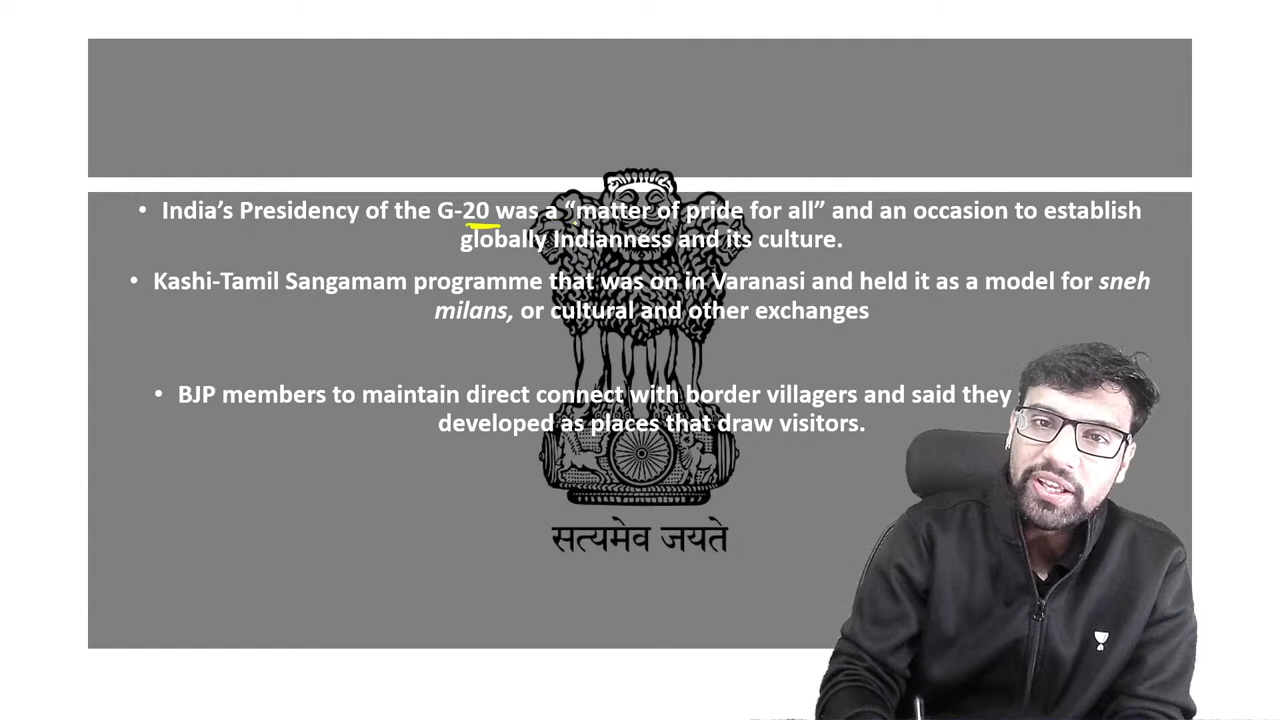 • India’s Presidency of the G-20 was a “matter of pride for all” and an occasion to establish
globally Indianness and its culture.
• Kashi-Tamil Sangamam programme that was on in Varanasi and held it as a model for sneh
milans, or cultural and other exchanges
• BJP members to maintain direct connect with border villagers and said they
developed as places that draw visitors.
सत्यमेव जयते